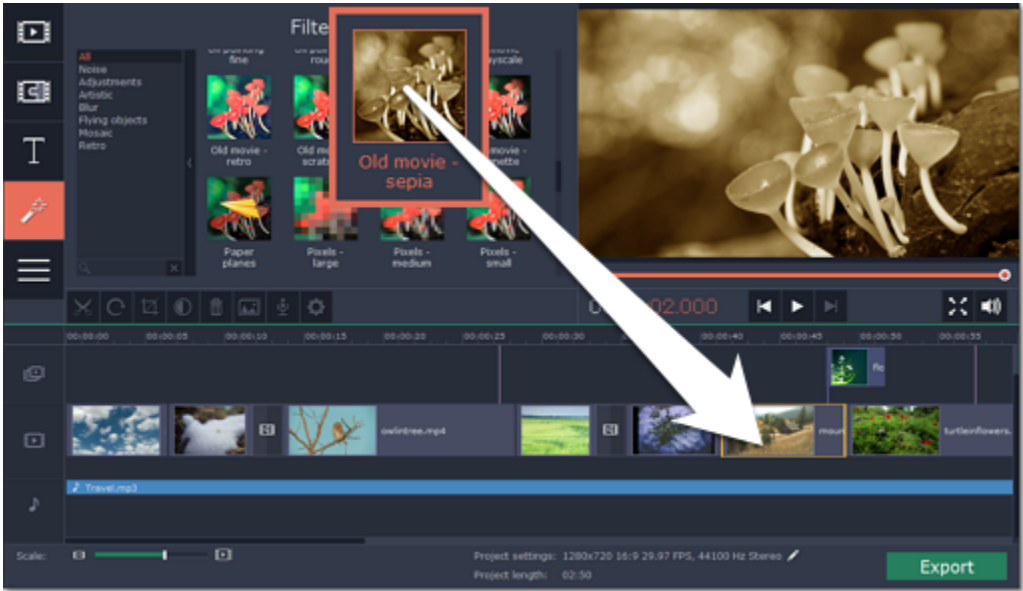 Filte
All
Noise
Adjustments
Artistic
Blur
Flying objects
Mosaic
Retro
fine
Old movie -
retro
Old movie -
sepia
Paper
planes
Pixels -
large
Pixels -
medium
Pixels -
small
T
02.000
00:00:00 00:00:05 00:00:10 00:00:15 00:00:20 00:00:25 00:00:30 00:00:40 00:00:45 00:00:50 00:00:55
owlintree.mp4
moun
turtleinflowers.
Travel.mp3
Scale:
Project settings: 1280x720 16:9 29.97 FPS, 44100 Hz Stereo
Project length: 02:50
Export